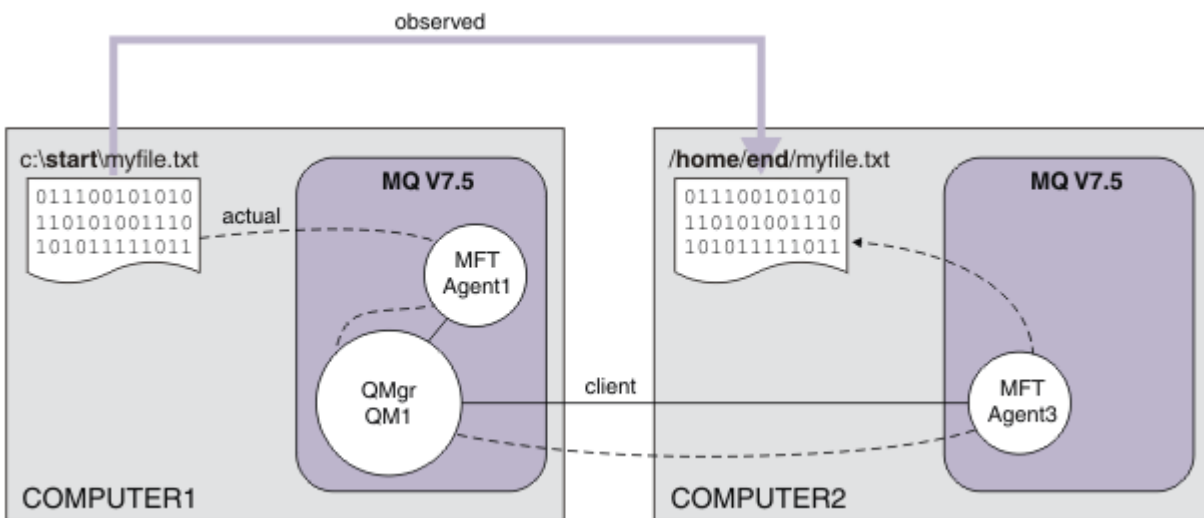 observed
c:\start\myfile.txt
011100101010
110101001110
101011111011
actual
MQ V7.5
MFT
Agent1
QMgr
QM1
COMPUTER1
client
/home/end/myfile.txt
011100101010
110101001110
101011111011
MQ V7.5
MFT
Agent3
COMPUTER2